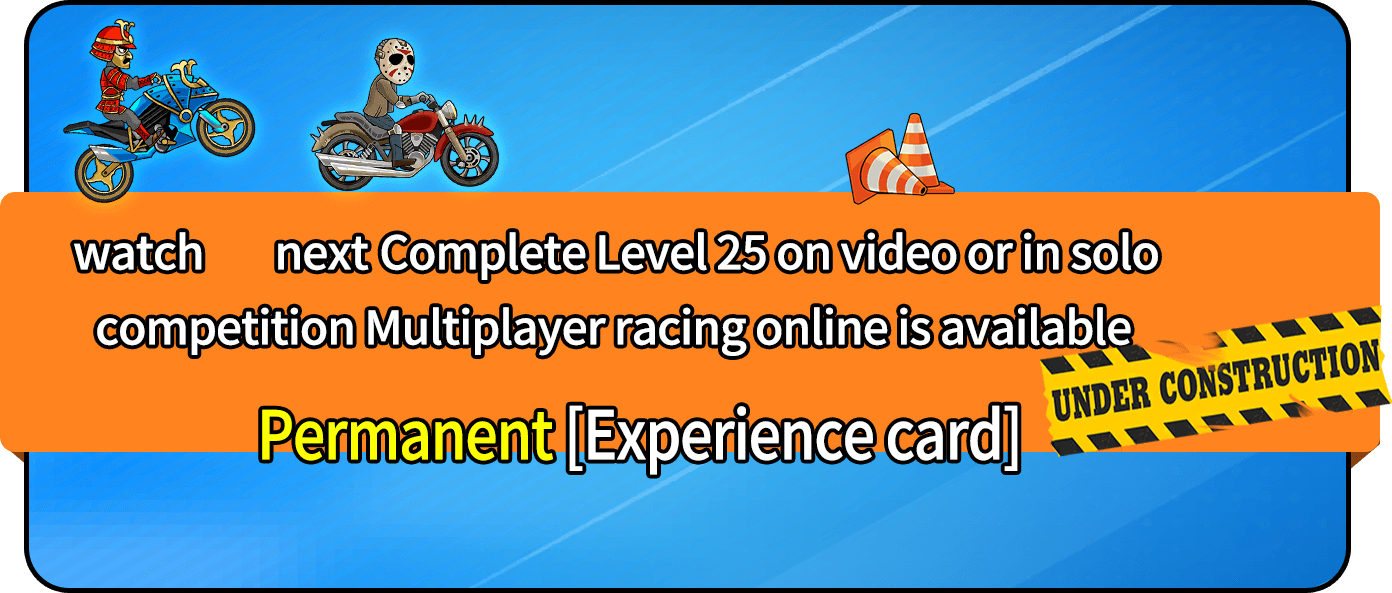 watch next Complete Level 25 on video or in solo
competition Multiplayer racing online is available
UNDER CONSTRUCTION
Permanent [Experience card]